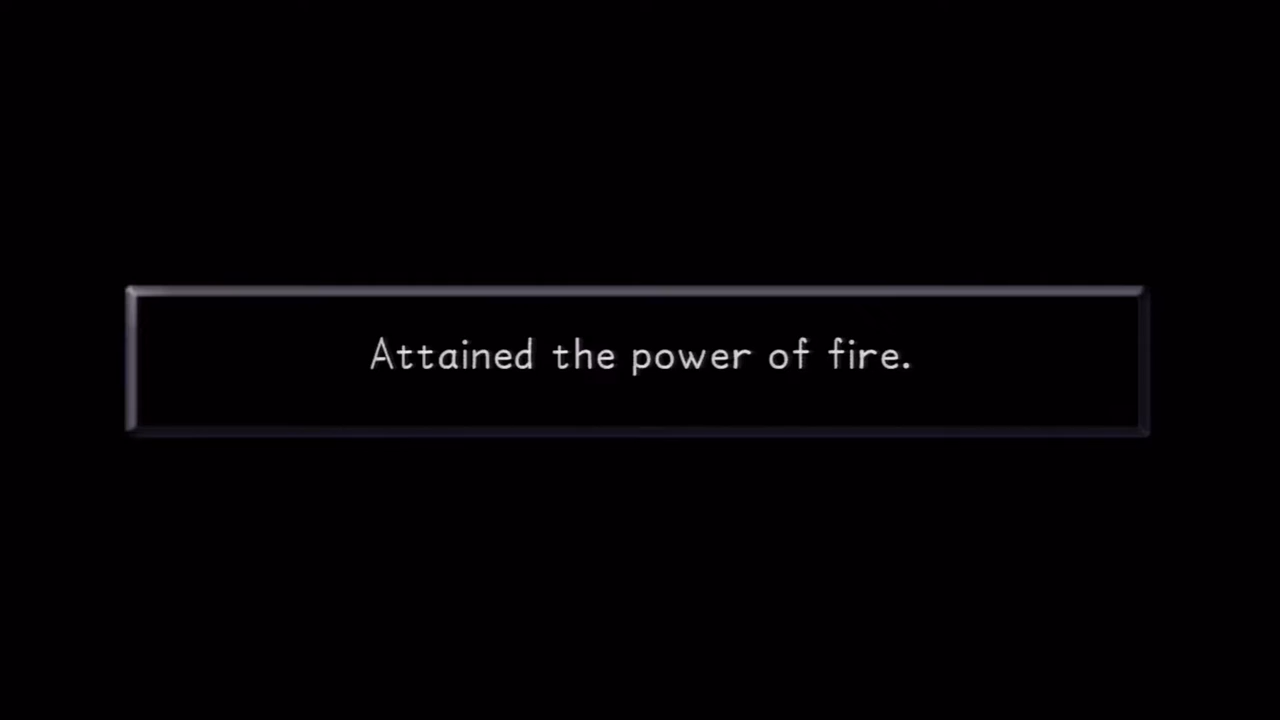 Attained the power of fire.